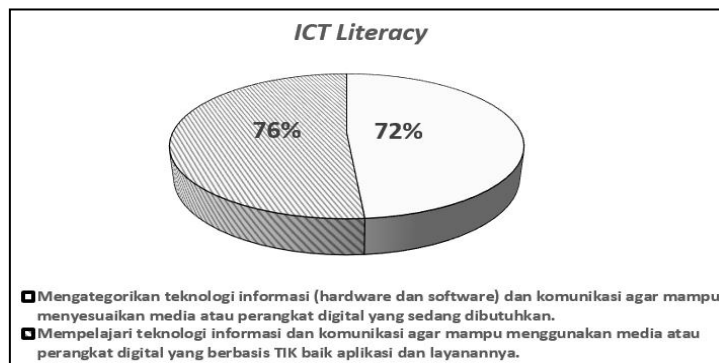 ICT Literacy
76% 72%
Mengategorikan teknologi informasi (hardware dan software) dan komunikasi agar mampu
menyesuaikan media atau perangkat digital yang sedang dibutuhkan.
Mempelajari teknologi informasi dan komunikasi agar mampu menggunakan media atau
perangkat digital yang berbasis TIK baik aplikasi dan layanannya.